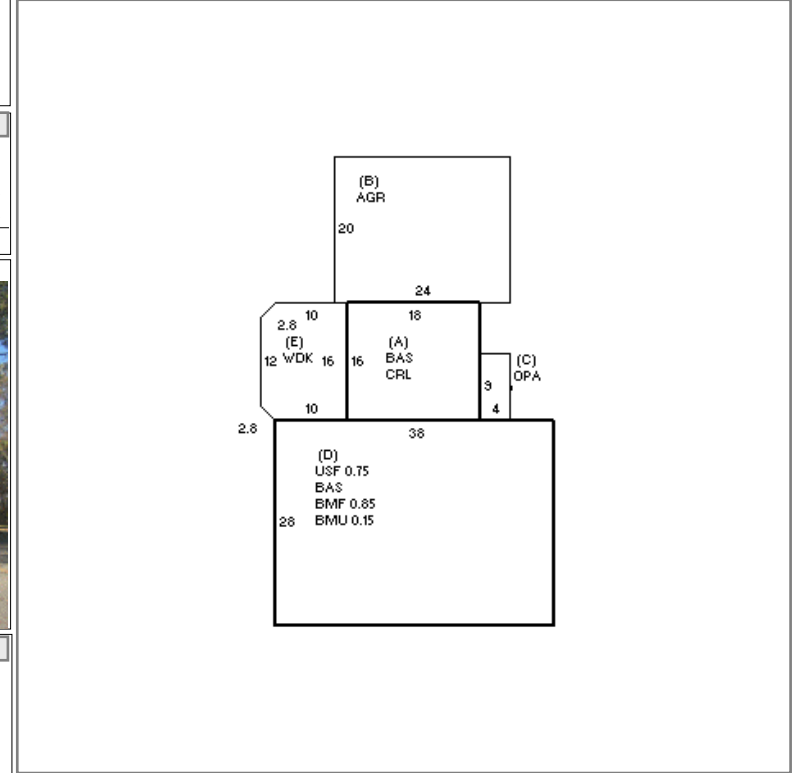 (B)
AGR
20
24
10
18
2.8
(E)
WDK
12
16
16
(A)
BAS
CRL
(C)
OPA
9
4
10
2.8
38
(D)
USF 0.75
BAS
BMF 0.85
BMU 0.15
28